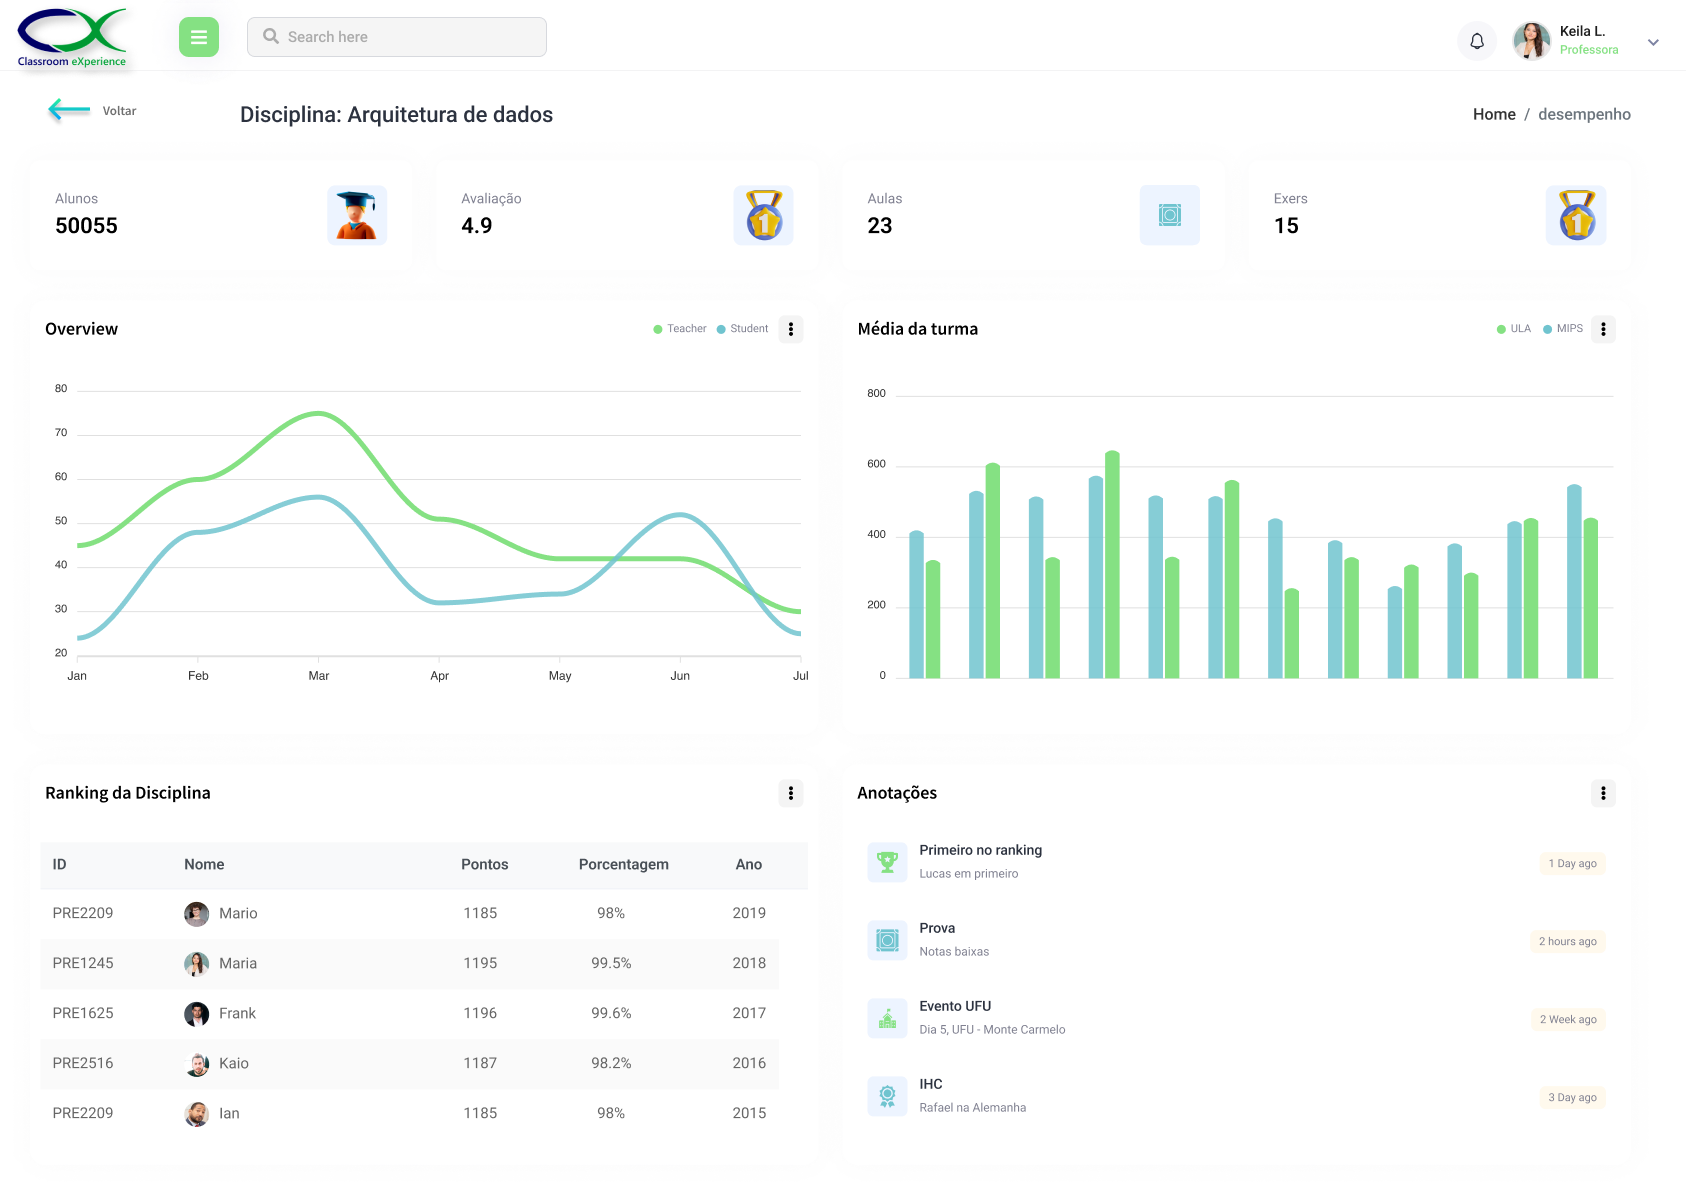 Classroom eXperience
Search here
Keila L.
Professora
Voltar
Disciplina: Arquitetura de dados
Home / desempenho
Alunos
50055
Avaliação
4.9
1
Aulas
23
Exers
15
1
Overview
Teacher
Student
80
70
60
50
40
30
20
Jan Feb Mar Apr May Jun Jul
Média da turma
ULA
MIPS
800
600
400
200
0
Ranking da Disciplina
ID Nome Pontos Porcentagem Ano
PRE2209 Mario 1185 98% 2019
PRE1245 Maria 1195 99.5% 2018
PRE1625 Frank 1196 99.6% 2017
PRE2516 Kaio 1187 98.2% 2016
PRE2209 Ian 1185 98% 2015
Anotações
Primeiro no ranking
Lucas em primeiro
1 Day ago
Prova
Notas baixas
2 hours ago
Evento UFU
Dia 5, UFU - Monte Carmelo
2 Week ago
IHC
Rafael na Alemanha
3 Day ago